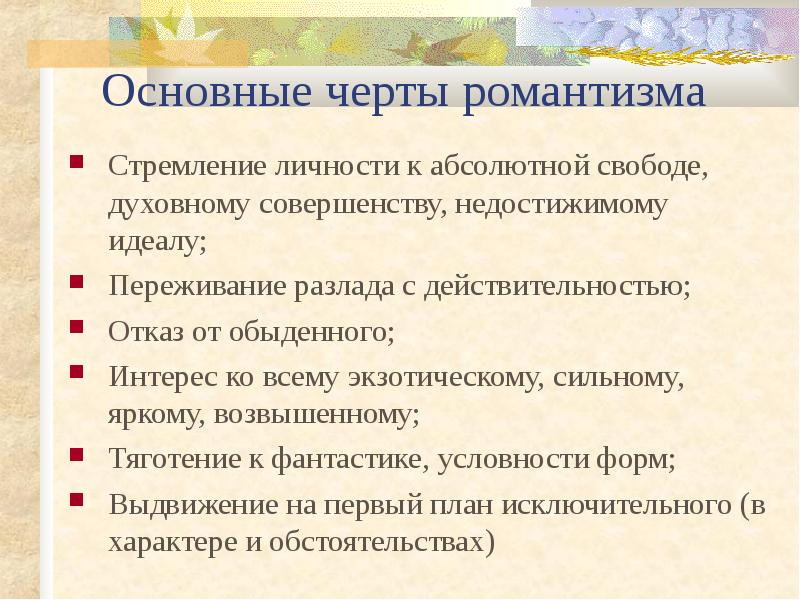 Основные черты романтизма
Стремление личности к абсолютной свободе,
духовному совершенству, недостижимому
идеалу;
Переживание разлада с действительностью;
Отказ от обыденного;
Интерес ко всему экзотическому, сильному,
яркому, возвышенному;
Тяготение к фантастике, условности форм;
Выдвижение на первый план исключительного (в
характере и обстоятельствах)